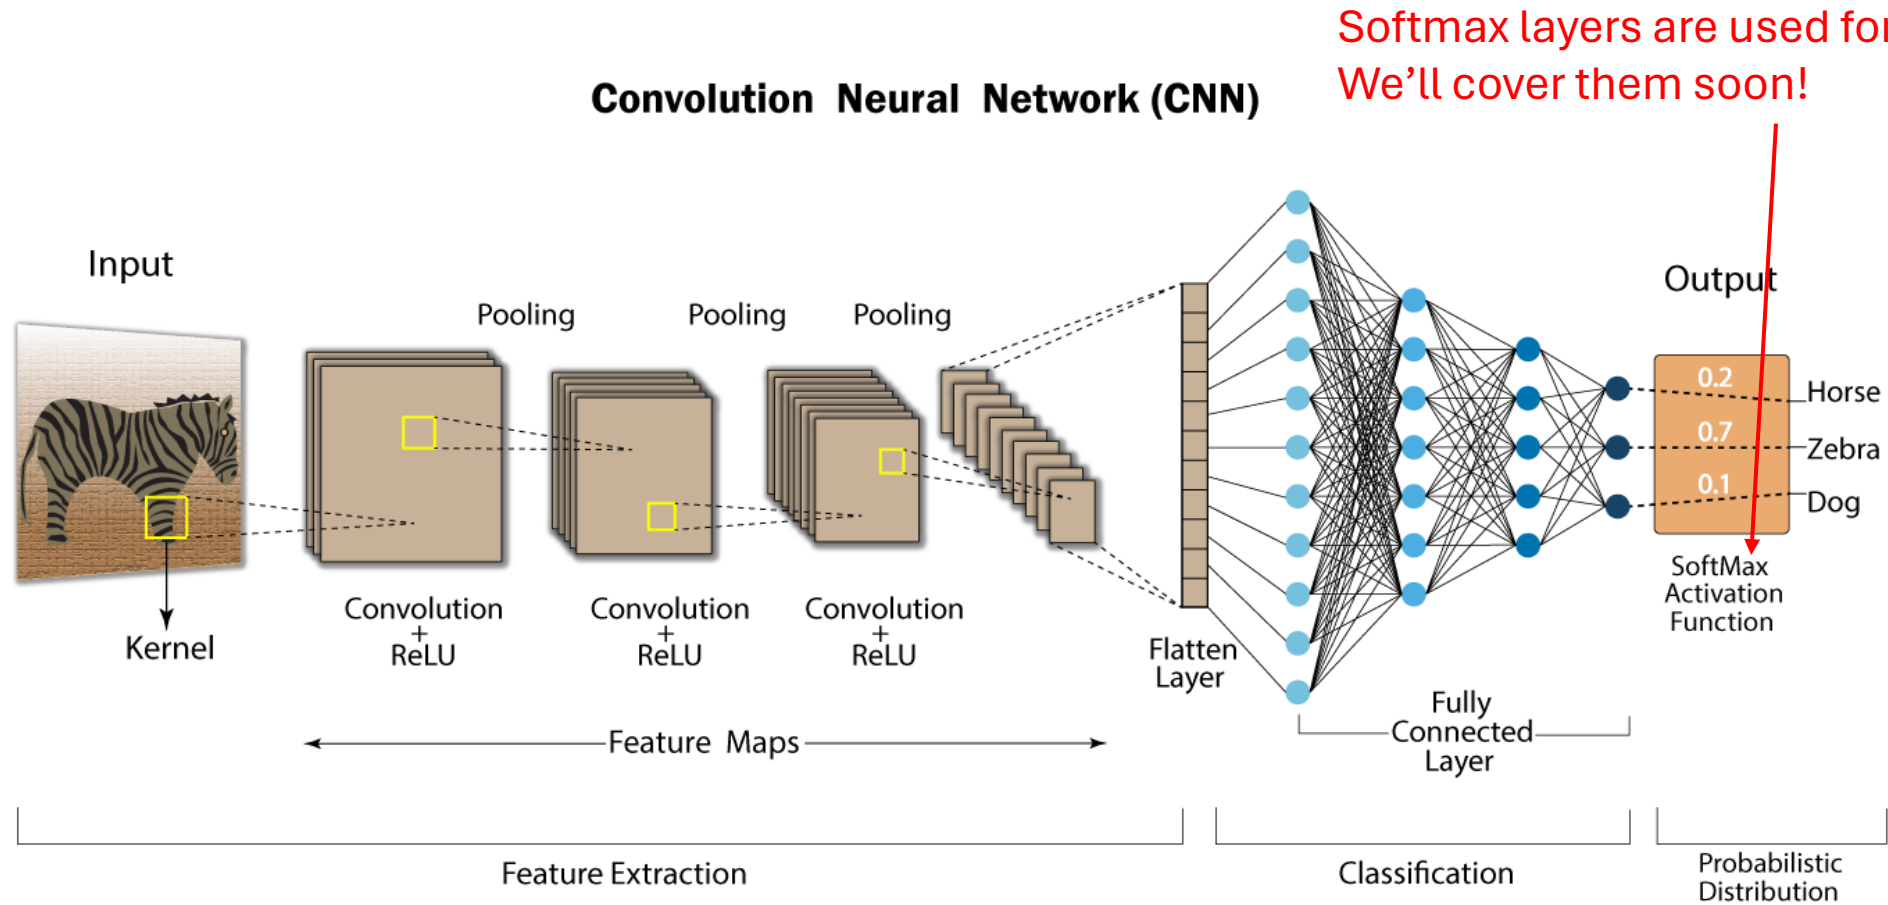 Softmax layers are used for
We'll cover them soon!
Convolution Neural Network (CNN)
Input
Pooling
Pooling
Pooling
Output
0.2
Horse
0.7
Zebra
0.1
Dog
SoftMax
Activation
Function
Kernel
Convolution
+
ReLU
Convolution
+
ReLU
Convolution
+
ReLU
Flatten
Layer
Fully
Connected
Layer
Feature Maps
Feature Extraction
Classification
Probabilistic
Distribution